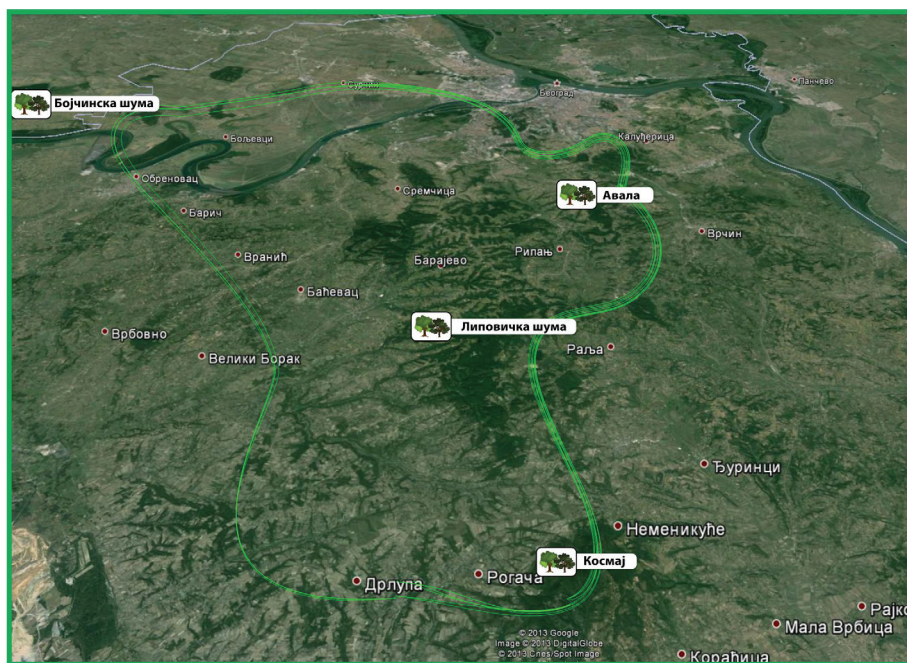 Панчево
Сурчин
Београд
Бојчинска шума
Бољевци
Калуђерица
Обреновац
Сремчица
Авала
Барич
Врчин
Вранић
Рипањ
Барајево
Баћевац
Липовичка шума
Врбовно
Раља
Велики Борак
Ђуринци
Неменикуће
Космај
Рогача
Дрлупа
Рајко
Мала Врбица
© 2013 Google
Image © 2013 DigitalGlobe
© 2013 Cnes/Spot Image
Кораћица